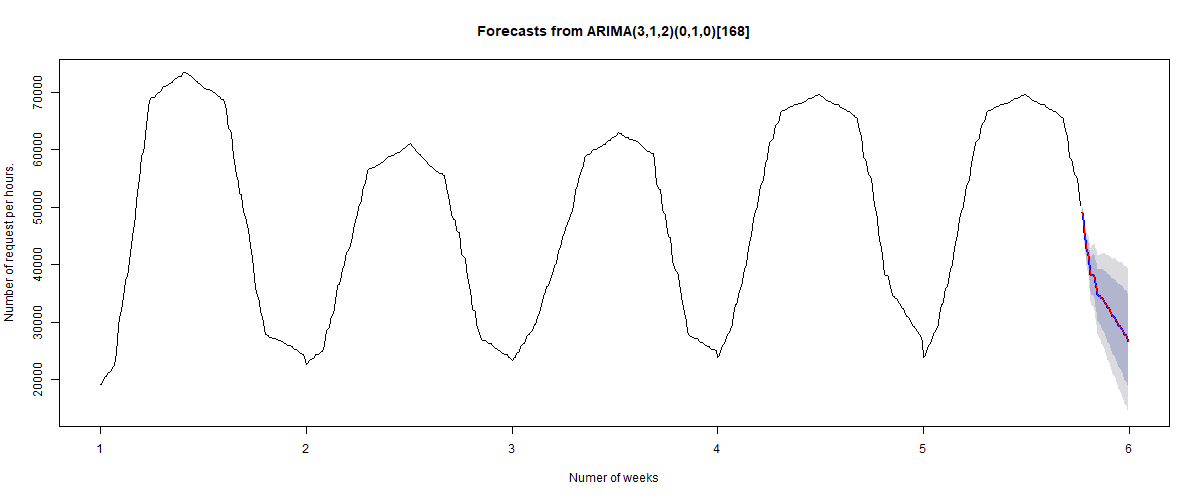 Forecasts from ARIMA(3,1,2)(0,1,0)[168]
Number of request per hours.
70000
60000
50000
40000
30000
20000
1 2 3 4 5 6
Numer of weeks